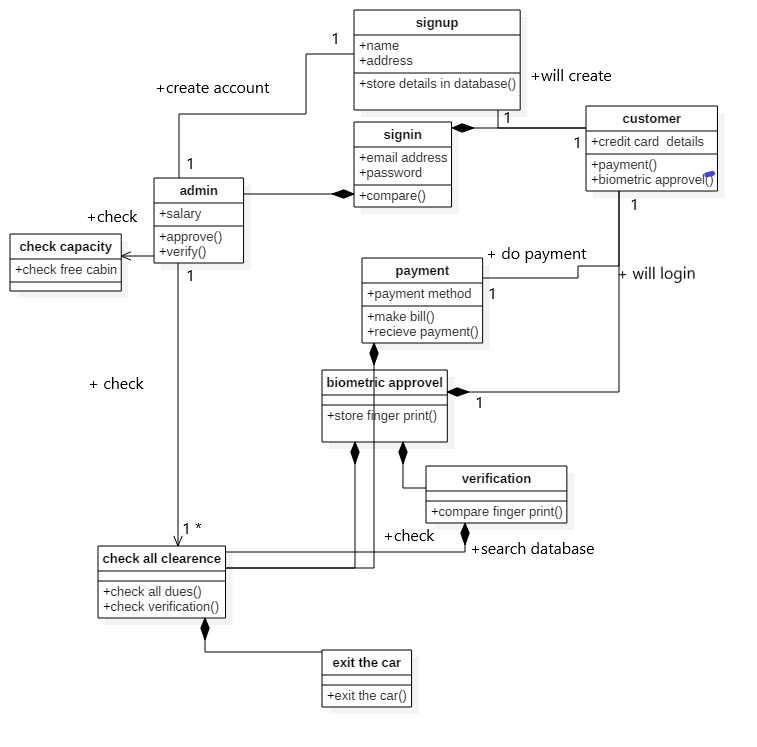 signup
+name
+address
+store details in database()
1
+create account
+will create
1
1
customer
+credit card details
+payment()
+biometric approvel()
signin
+email address
+password
+compare()
1
admin
+salary
+approve()
+verify()
1
+check
check capacity
+check free cabin
1
+ do payment
+ will login
payment
+payment method
+make bill()
+recieve payment()
1
biometric approvel
+store finger print()
1
+ check
verification
+compare finger print()
1 *
+check
+search database
check all clearence
+check all dues()
+check verification()
exit the car
+exit the car()